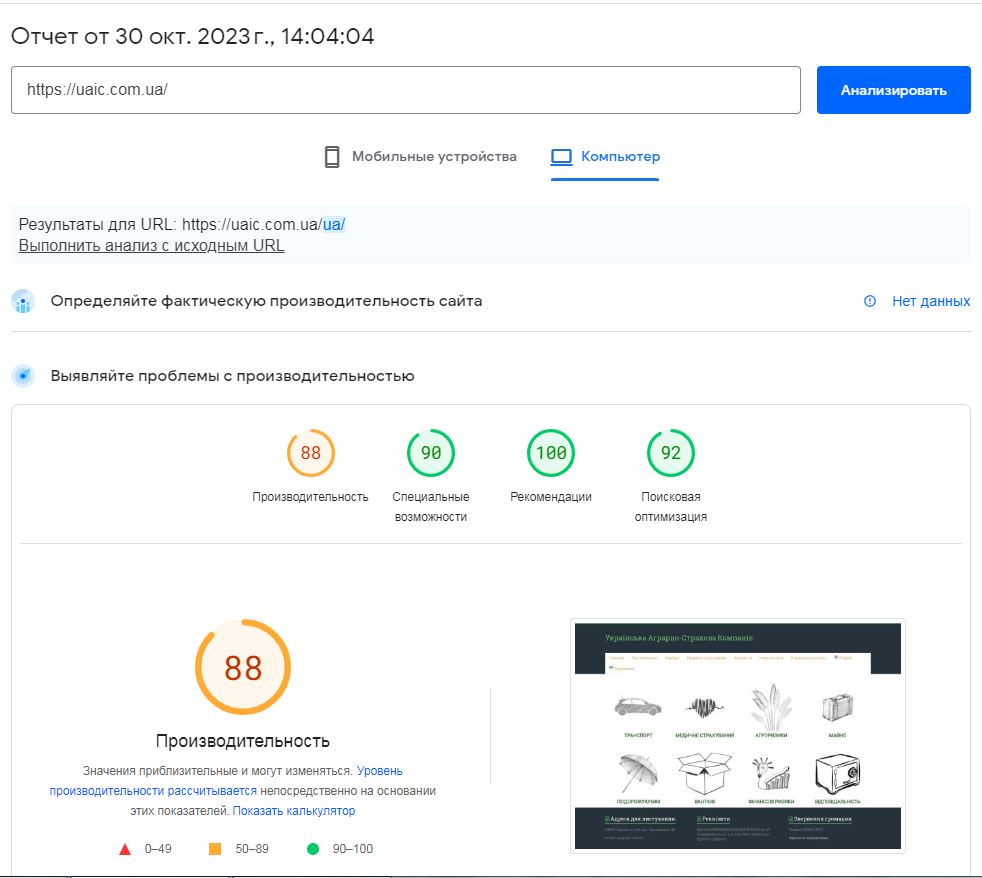 Отчет от 30 окт. 2023 г., 14:04:04
https://uaic.com.ua/
Анализировать
Мобильные устройства
Компьютер
Результаты для URL: https://uaic.com.ua/ua/
Выполнить анализ с исходным URL
Определяйте фактическую производительность сайта
Нет данных
Выявляйте проблемы с производительностью
88
90
100
92
Производительность
Специальные возможности
Рекомендации
Поисковая оптимизация
88
Производительность
Значения приблизительные и могут изменяться. Уровень
производительности рассчитывается непосредственно на основании
этих показателей. Показать калькулятор
0–49
50–89
90–100
Українська Аграрно-Страхова Компанія
ТРАНСПОРТ
МЕДИЧНЕ СТРАХУВАННЯ
АГРОРИЗИКИ
МАЙНО
ПОДОРОЖУЮЧИМ
ВАНТАЖІ
ФІНАНСОВІ РИЗИКИ
ВІДПОВІДАЛЬНІСТЬ
Адреса для листування
Реквізити
Звернення громадян